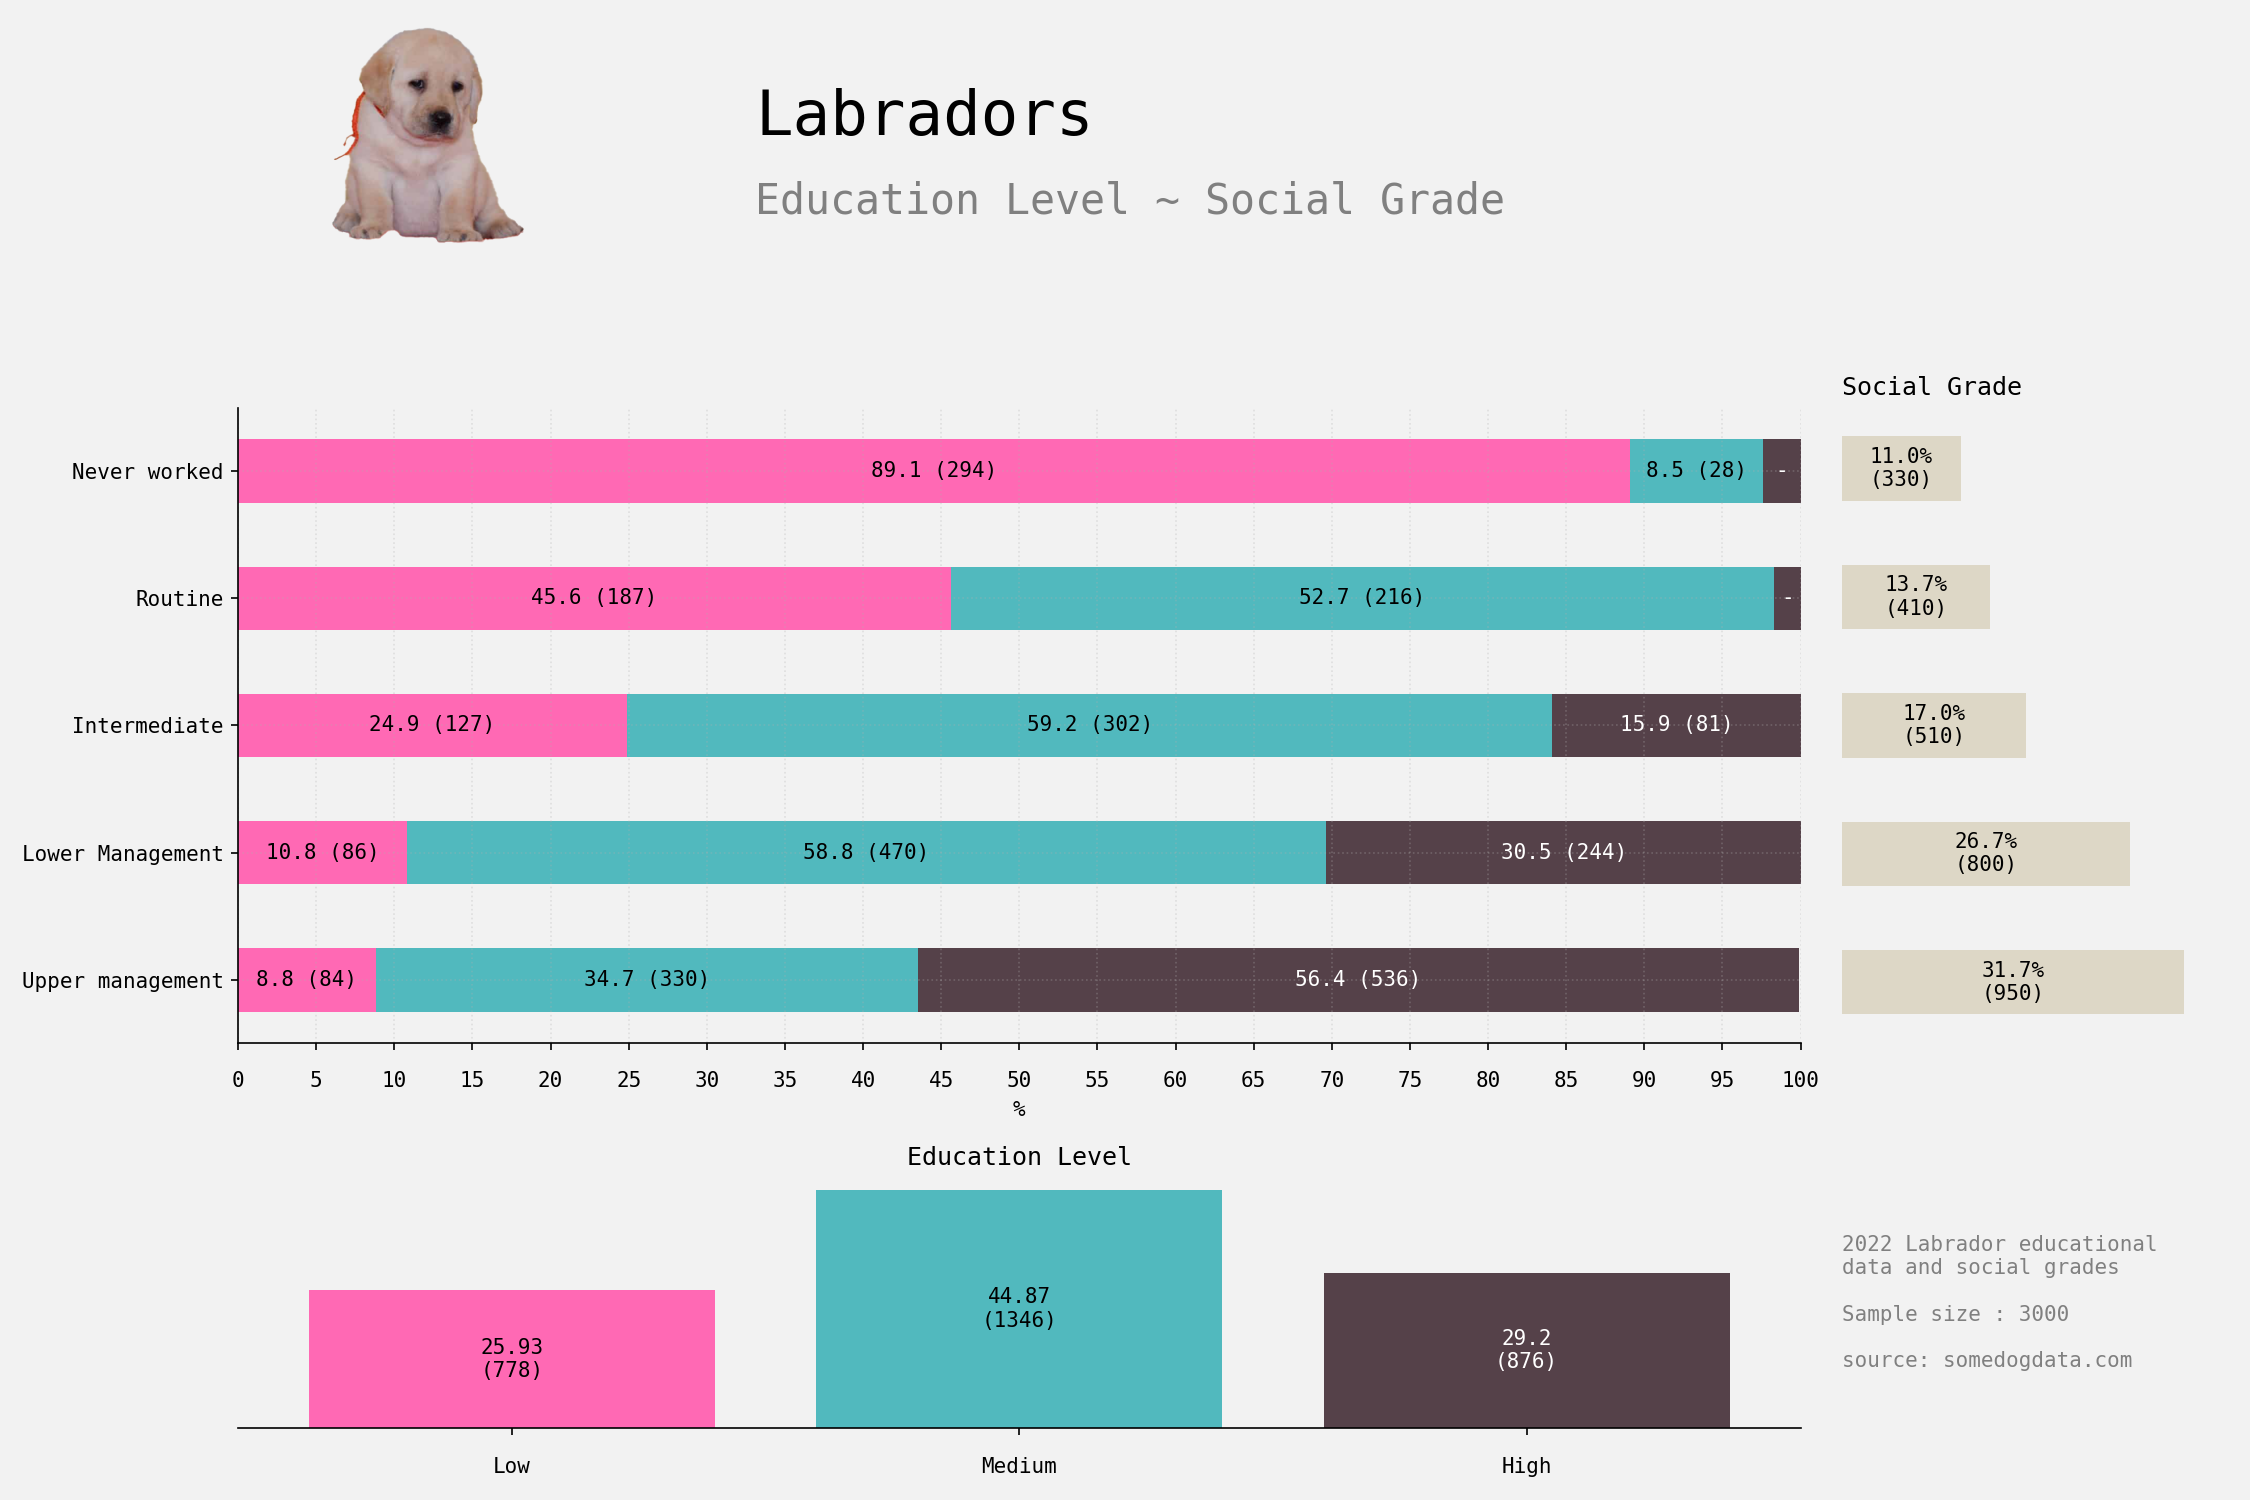 Labradors
Education Level ~ Social Grade
Social Grade
Never worked
89.1 (294)
8.5 (28)
-
11.0%
(330)
Routine
45.6 (187)
52.7 (216)
-
13.7%
(410)
Intermediate
24.9 (127)
59.2 (302)
15.9 (81)
17.0%
(510)
Lower Management
10.8 (86)
58.8 (470)
30.5 (244)
26.7%
(800)
Upper management
8.8 (84)
34.7 (330)
56.4 (536)
31.7%
(950)
0 5 10 15 20 25 30 35 40 45 50 55 60 65 70 75 80 85 90 95 100
%
Education Level
25.93
(778)
44.87
(1346)
29.2
(876)
Low
Medium
High
2022 Labrador educational
data and social grades
Sample size : 3000
source: somedogdata.com